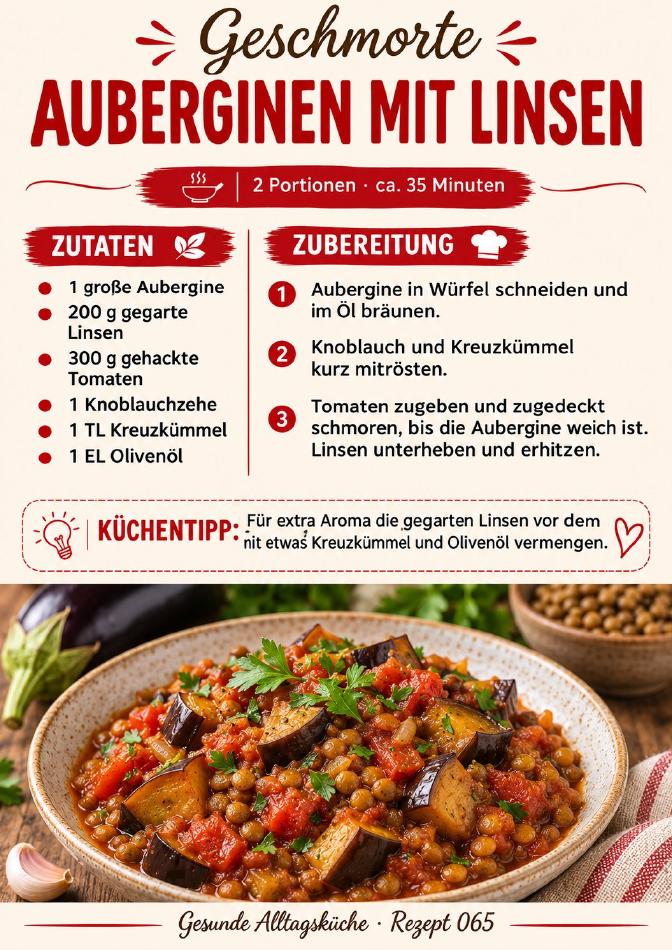 Geschmorte
AUBERGINEN MIT LINSEN
2 Portionen · ca. 35 Minuten
ZUTATEN
1 große Aubergine
200 g gegarte
Linsen
300 g gehackte
Tomaten
1 Knoblauchzehe
1 TL Kreuzkümmel
1 EL Olivenöl
ZUBEREITUNG
1 Aubergine in Würfel schneiden und
im Öl bräunen.
2 Knoblauch und Kreuzkümmel
kurz mitrösten.
3 Tomaten zugeben und zugedeckt
schmoren, bis die Aubergine weich ist.
Linsen unterheben und erhitzen.
KÜCHENTIPP: Für extra Aroma die gegarten Linsen vor dem
nit etwas Kreuzkümmel und Olivenöl vermengen.
Gesunde Alltagsküche · Rezept 065